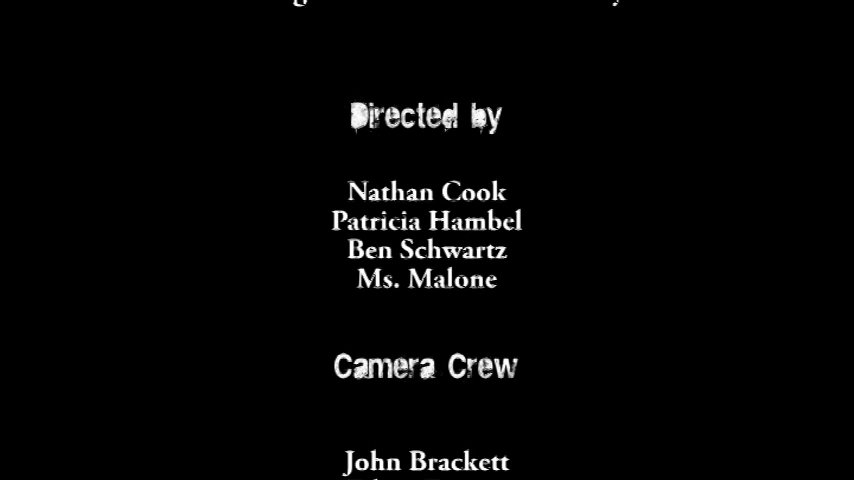 Directed by
Nathan Cook
Patricia Hambel
Ben Schwartz
Ms. Malone
Camera Crew
John Brackett